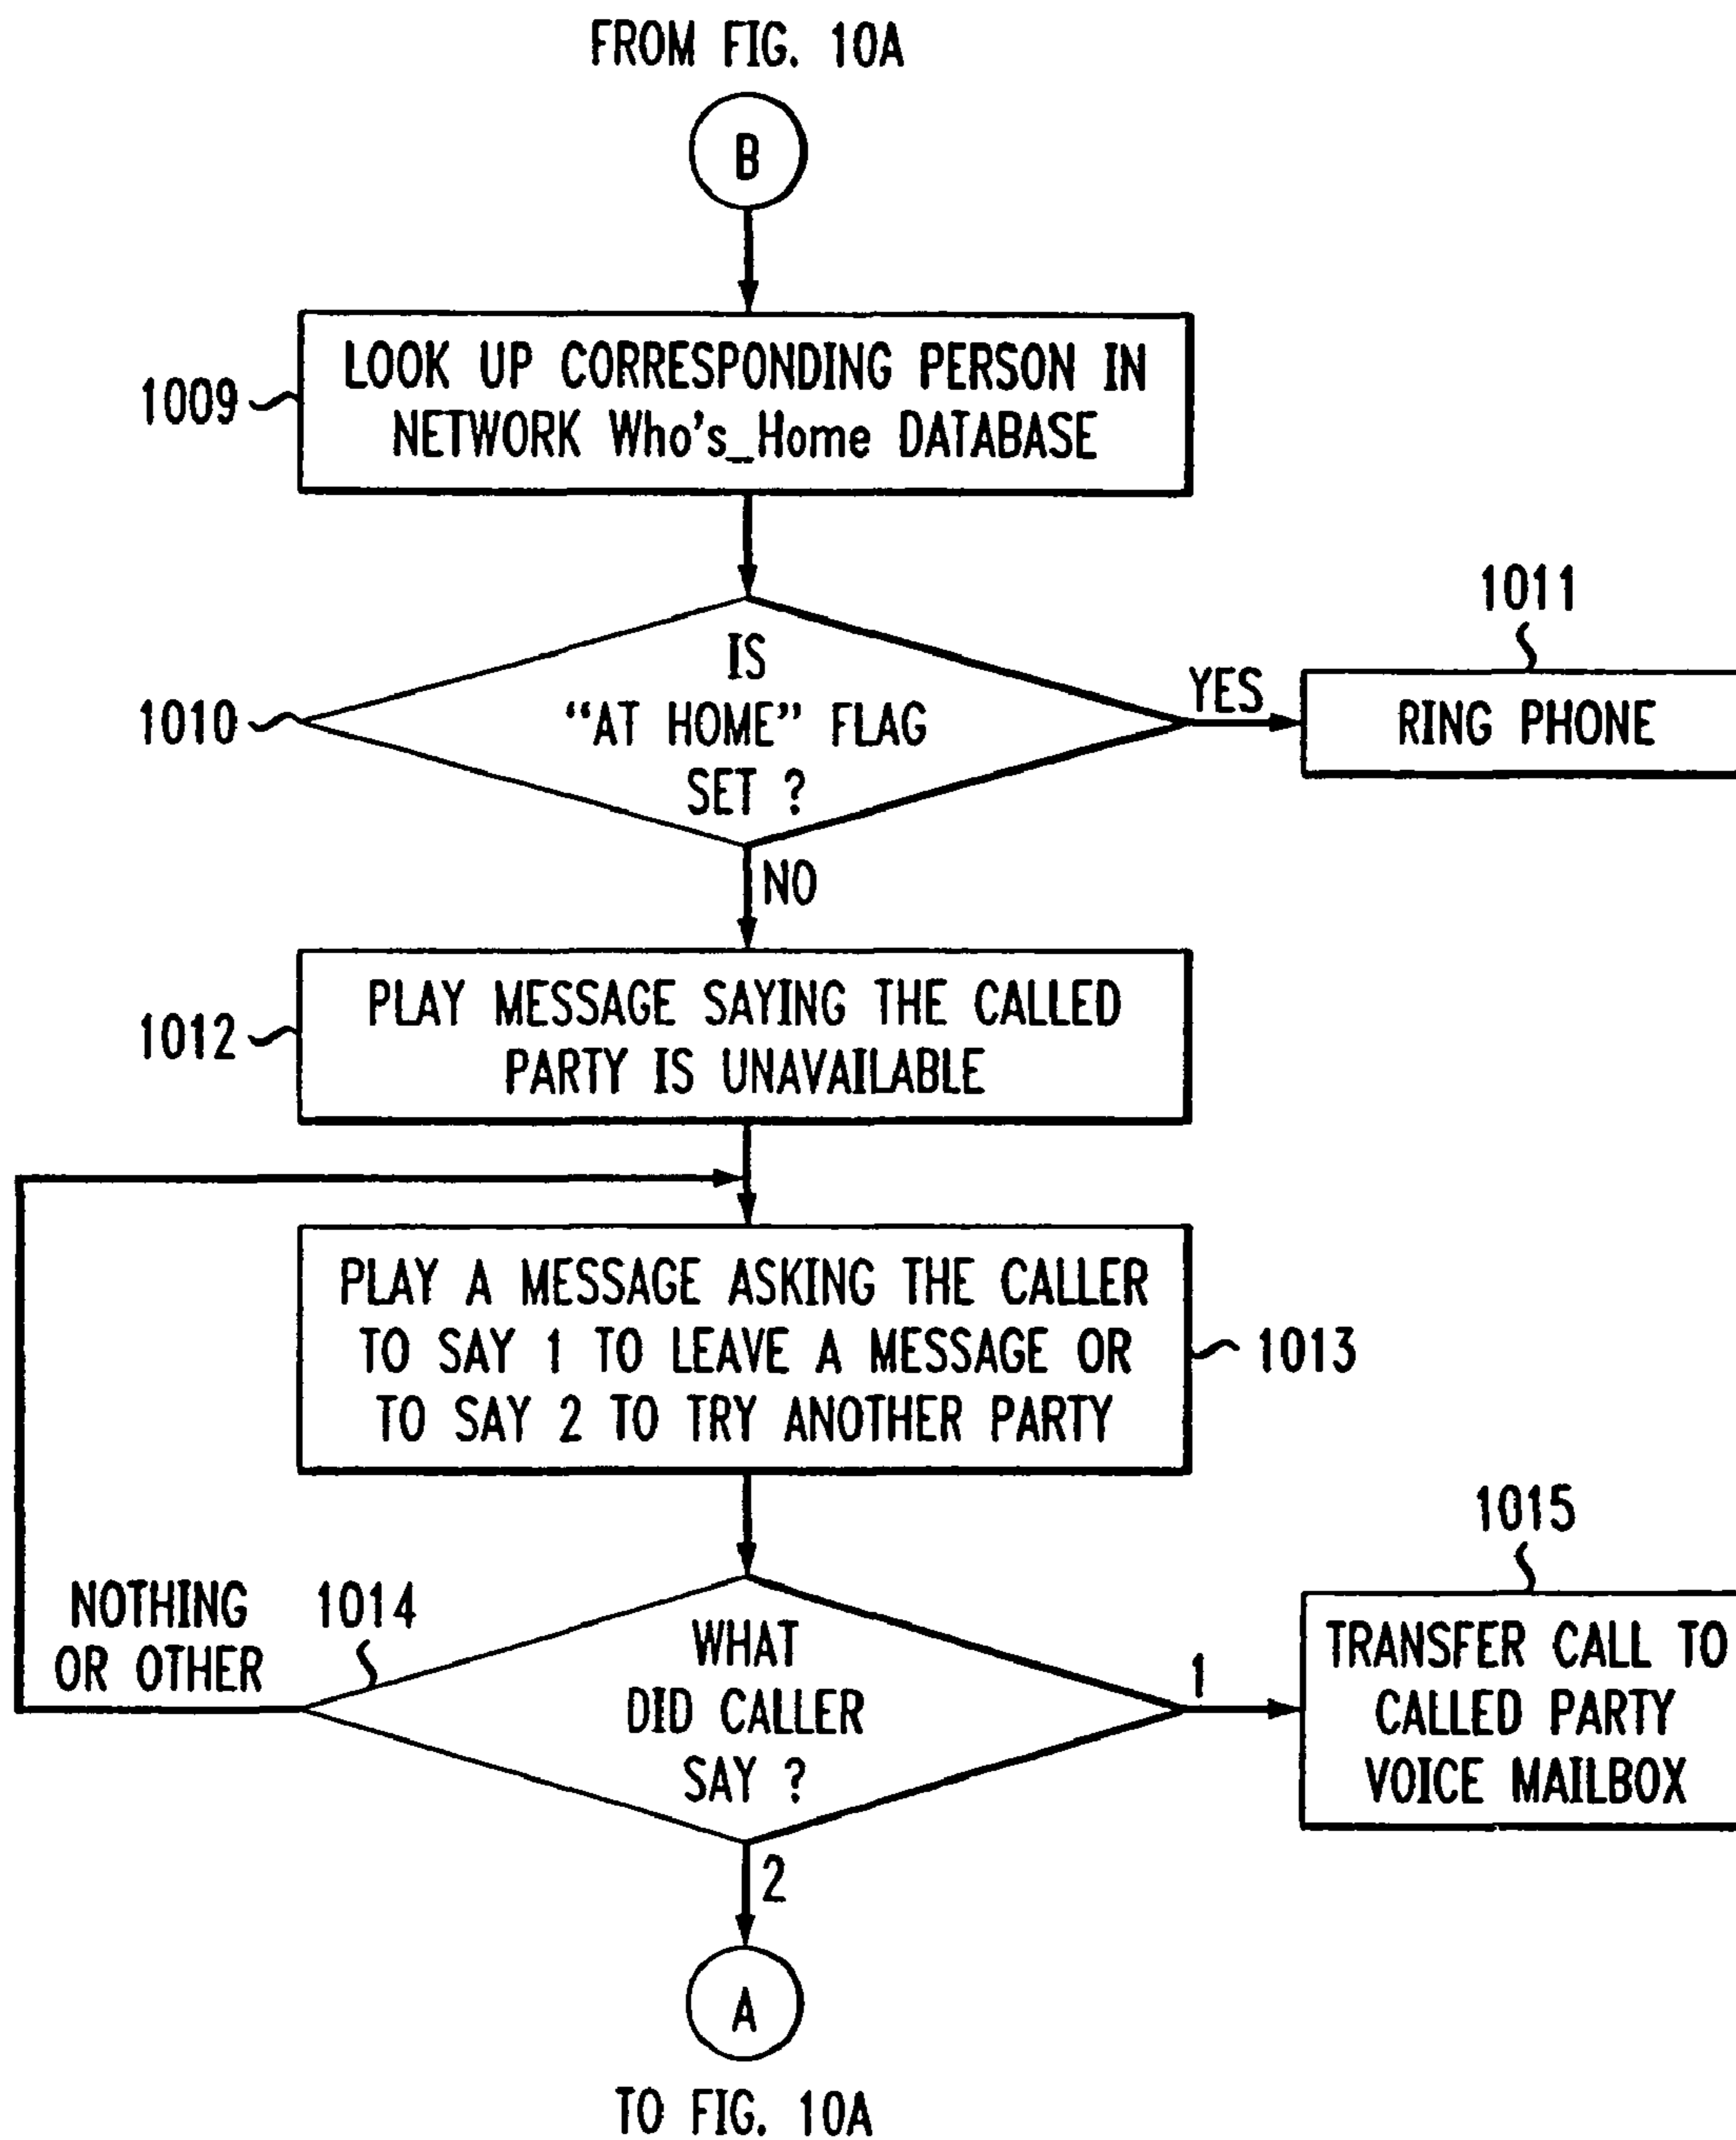 FROM FIG. 10A
B
1009
LOOK UP CORRESPONDING PERSON IN
NETWORK Who's_Home DATABASE
1010
IS
“AT HOME” FLAG
SET ?
YES
1011
RING PHONE
NO
1012
PLAY MESSAGE SAYING THE CALLED
PARTY IS UNAVAILABLE
PLAY A MESSAGE ASKING THE CALLER
TO SAY 1 TO LEAVE A MESSAGE OR
TO SAY 2 TO TRY ANOTHER PARTY
1013
NOTHING
OR OTHER
1014
WHAT
DID CALLER
SAY ?
1
1015
TRANSFER CALL TO
CALLED PARTY
VOICE MAILBOX
2
A
TO FIG. 10A